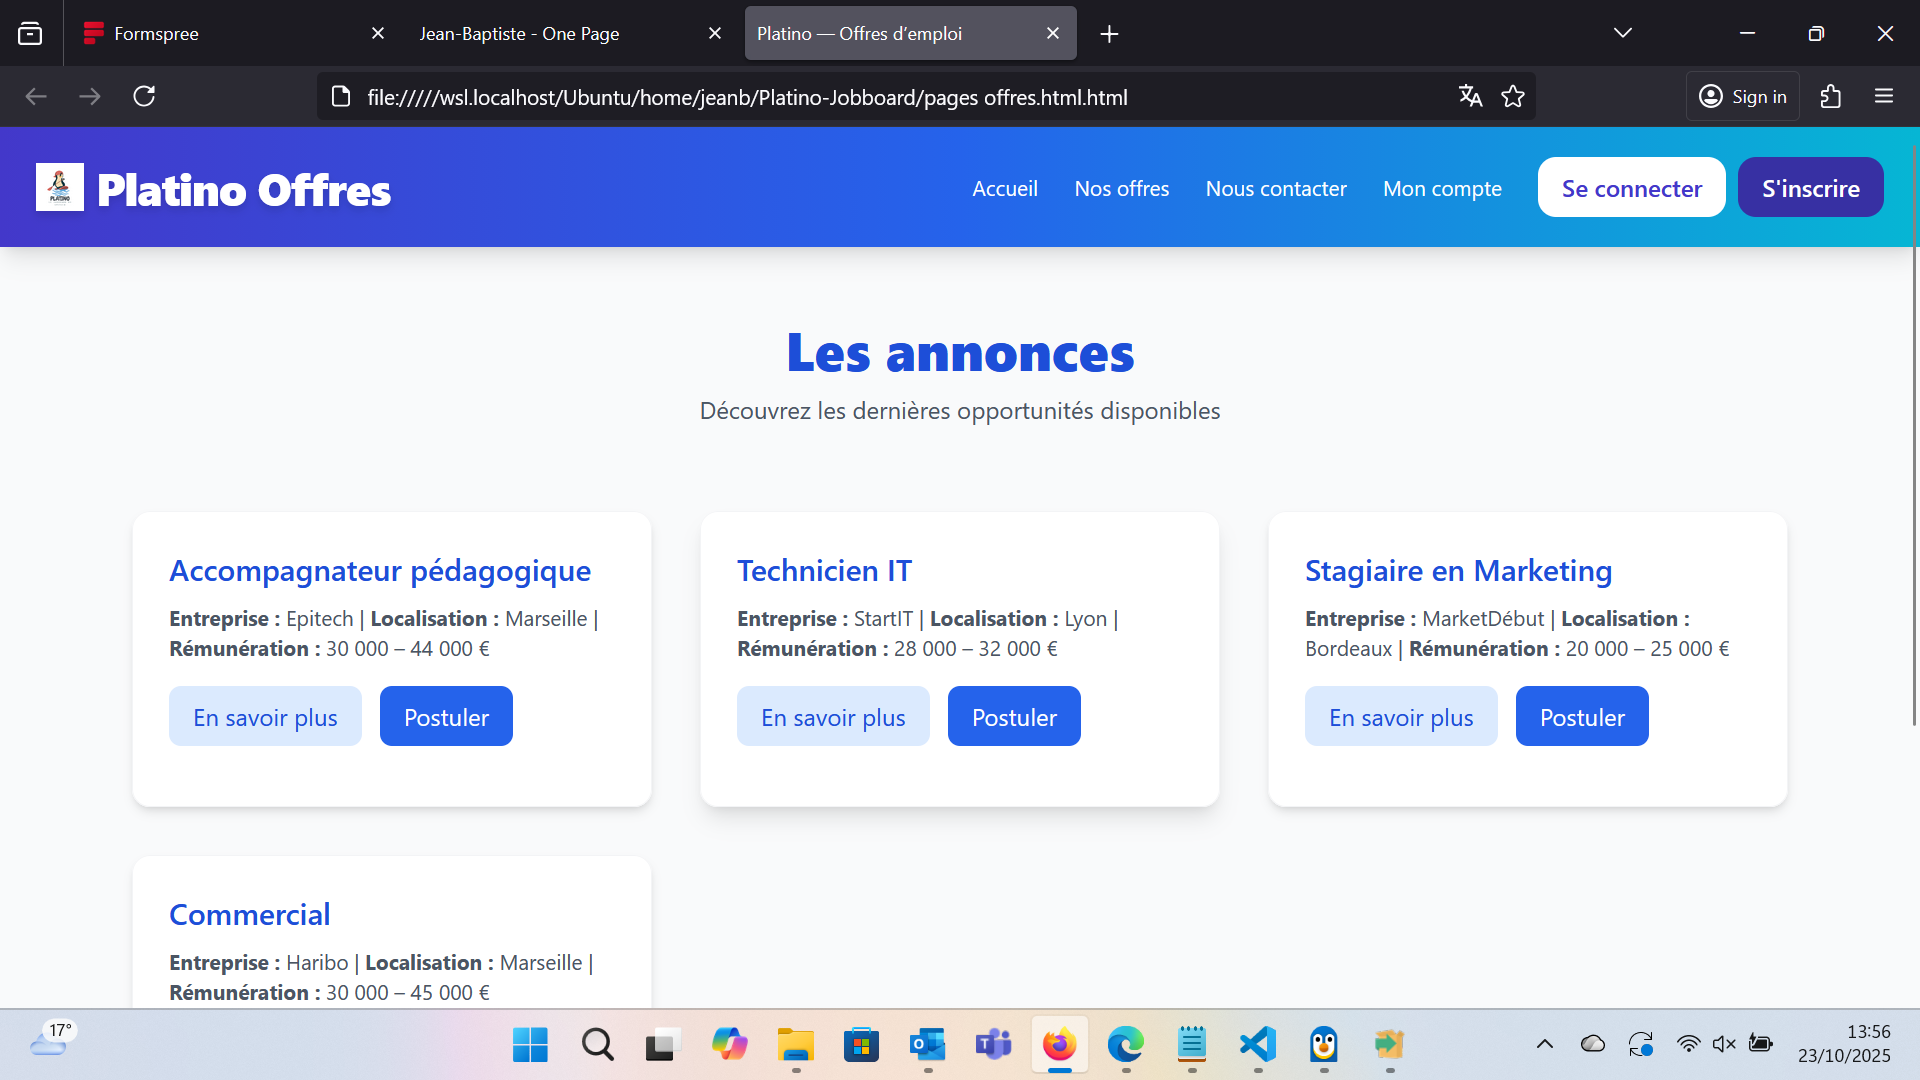 Formspree
Jean-Baptiste - One Page
Platino — Offres d’emploi
file://///wsl.localhost/Ubuntu/home/jeanb/Platino-Jobboard/pages offres.html.html
Sign in
PLATINO
Platino Offres
Accueil
Nos offres
Nous contacter
Mon compte
Se connecter
S'inscrire
Les annonces
Découvrez les dernières opportunités disponibles
Accompagnateur pédagogique
Entreprise : Epitech | Localisation : Marseille |
Rémunération : 30 000 – 44 000 €
En savoir plus
Postuler
Technicien IT
Entreprise : StartIT | Localisation : Lyon |
Rémunération : 28 000 – 32 000 €
En savoir plus
Postuler
Stagiaire en Marketing
Entreprise : MarketDébut | Localisation :
Bordeaux | Rémunération : 20 000 – 25 000 €
En savoir plus
Postuler
Commercial
Entreprise : Haribo | Localisation : Marseille |
Rémunération : 30 000 – 45 000 €
17°
13:56
23/10/2025